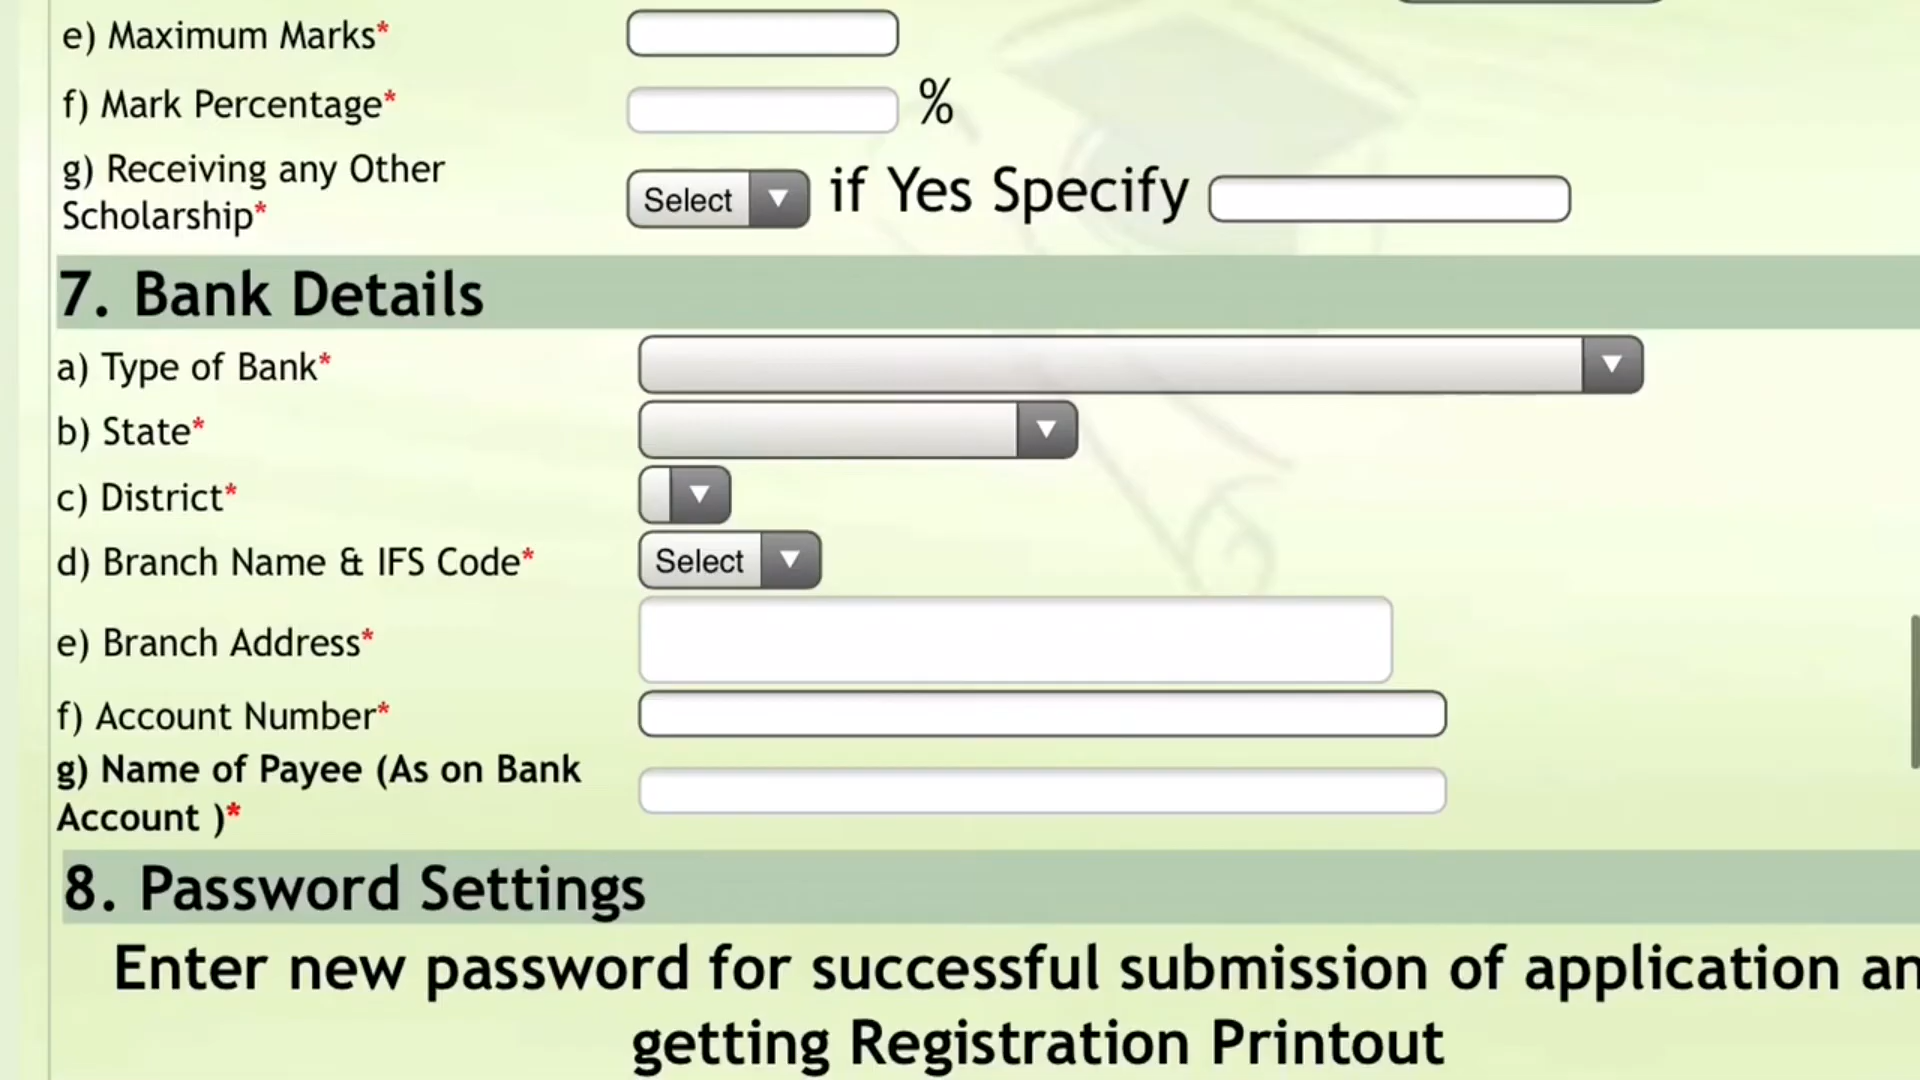 e) Maximum Marks*
f) Mark Percentage* %
g) Receiving any Other
Scholarship* Select if Yes Specify
7. Bank Details
a) Type of Bank*
b) State*
c) District*
d) Branch Name & IFS Code* Select
e) Branch Address*
f) Account Number*
g) Name of Payee (As on Bank
Account )*
8. Password Settings
Enter new password for successful submission of application an
getting Registration Printout